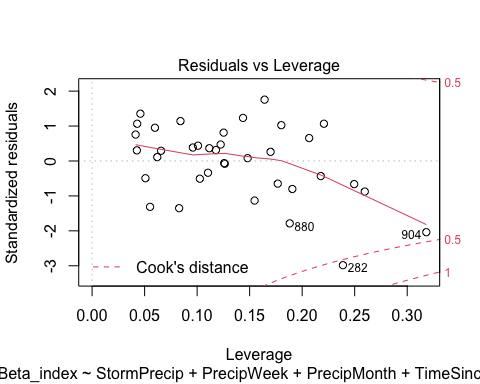 Residuals vs Leverage
Standardized residuals
2
1
0
-1
-2
-3
0.5
0.5
1
880
904
282
Cook's distance
0.00 0.05 0.10 0.15 0.20 0.25 0.30
Leverage
Beta_index ~ StormPrecip + PrecipWeek + PrecipMonth + TimeSinc